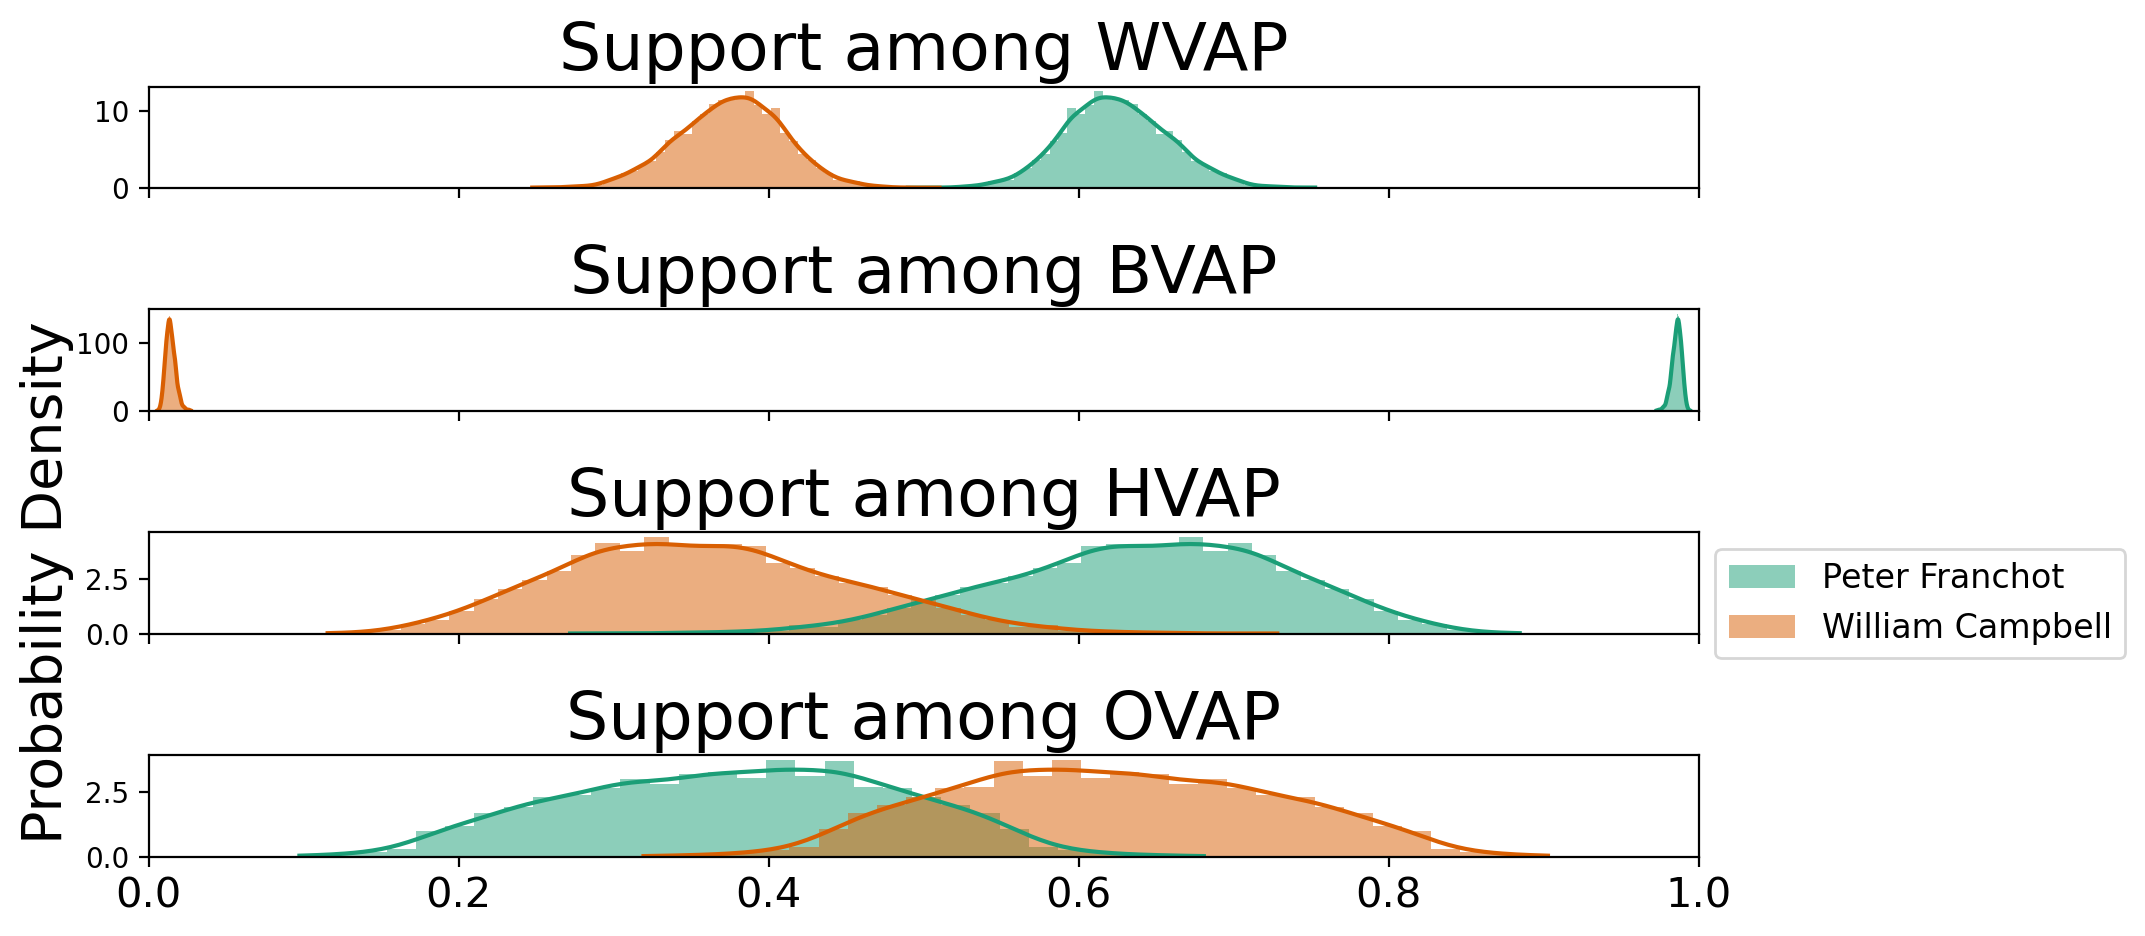 Support among WVAP
10
0
Support among BVAP
100
0
Support among HVAP
2.5
0.0
Support among OVAP
2.5
0.0
0.0 0.2 0.4 0.6 0.8 1.0
Probability Density
Peter Franchot
William Campbell